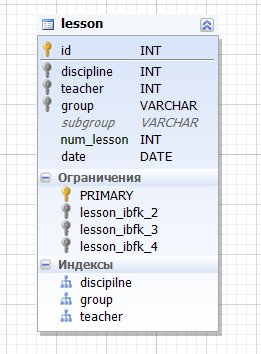 lesson
id INT
discipline INT
teacher INT
group VARCHAR
subgroup VARCHAR
num_lesson INT
date DATE
Ограничения
PRIMARY
lesson_ibfk_2
lesson_ibfk_3
lesson_ibfk_4
Индексы
discipilne
group
teacher